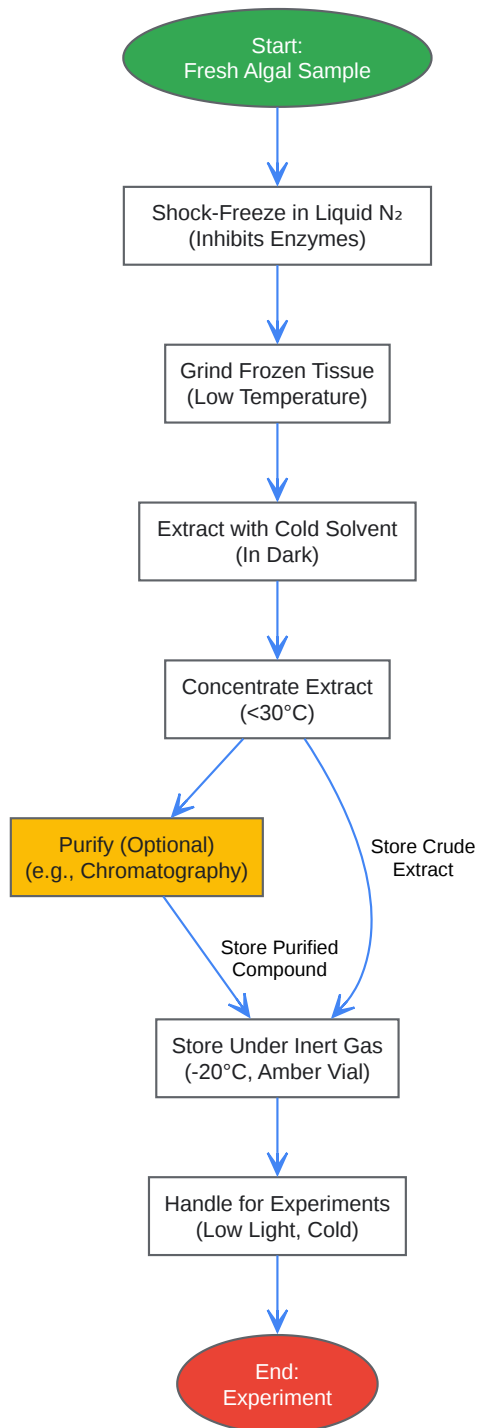 Start:
Fresh Algal Sample
Shock-Freeze in Liquid N₂
(Inhibits Enzymes)
Grind Frozen Tissue
(Low Temperature)
Extract with Cold Solvent
(In Dark)
Concentrate Extract
(<30°C)
Purify (Optional)
(e.g., Chromatography)
Store Crude
Extract
Store Purified
Compound
Store Under Inert Gas
(-20°C, Amber Vial)
Handle for Experiments
(Low Light, Cold)
End:
Experiment